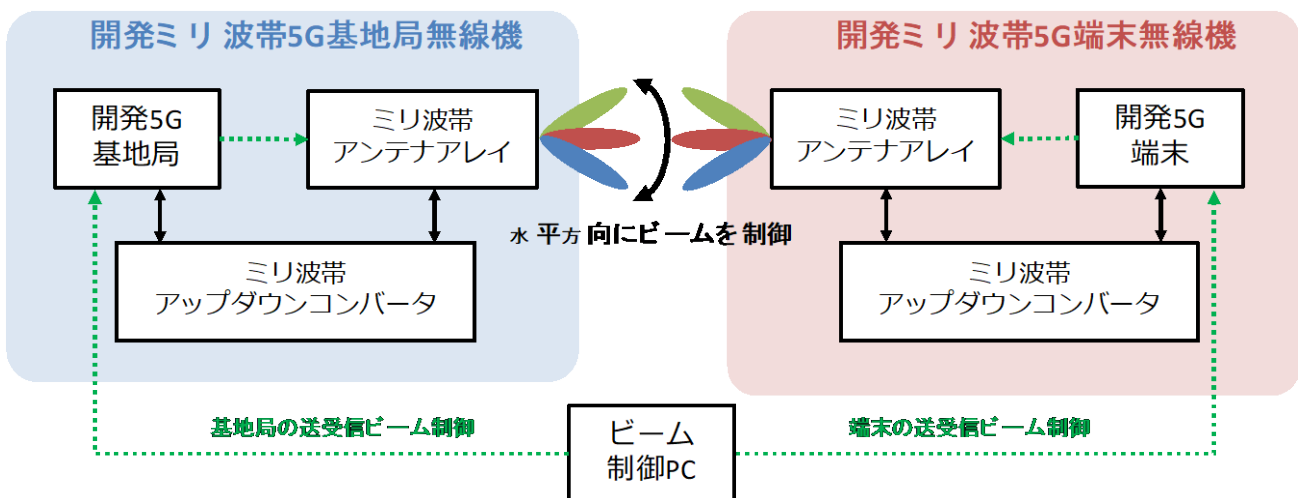 開発ミリ波帯5G基地局無線機
開発5G
基地局
ミリ波帯
アンテナアレイ
ミリ波帯
アップダウンコンバータ
水平方向にビームを制御
開発ミリ波帯5G端末無線機
ミリ波帯
アンテナアレイ
開発5G
端末
ミリ波帯
アップダウンコンバータ
基地局の送受信ビーム制御
ビーム
制御PC
端末の送受信ビーム制御